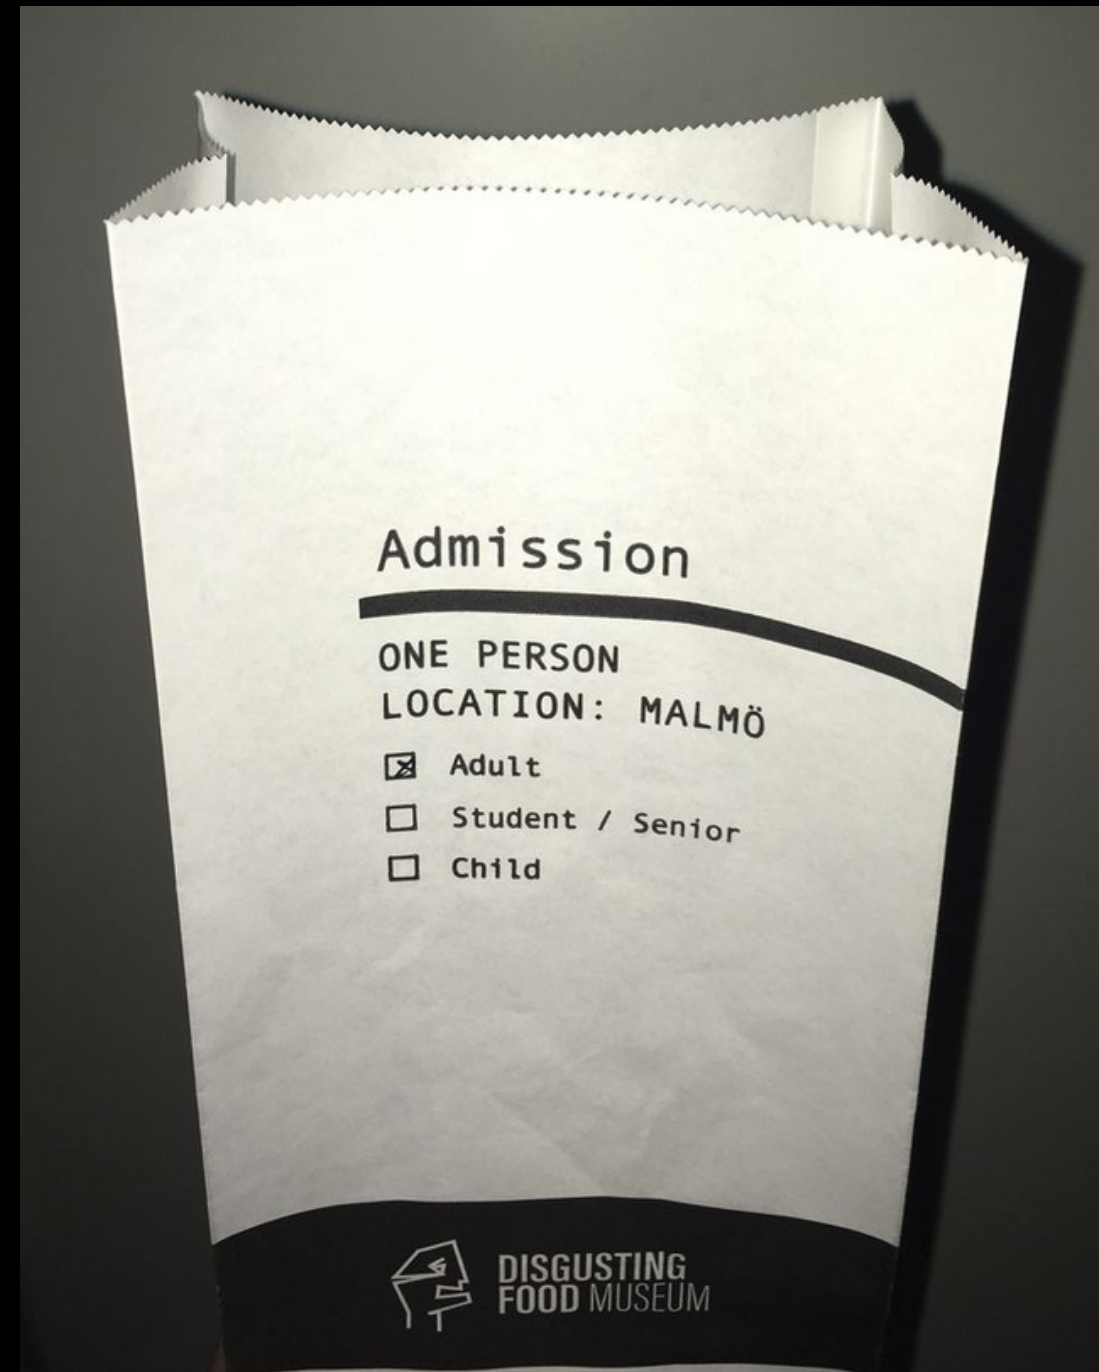 Admission
ONE PERSON
LOCATION: MALMÖ
Adult
Student / Senior
Child
DISGUSTING
FOOD MUSEUM